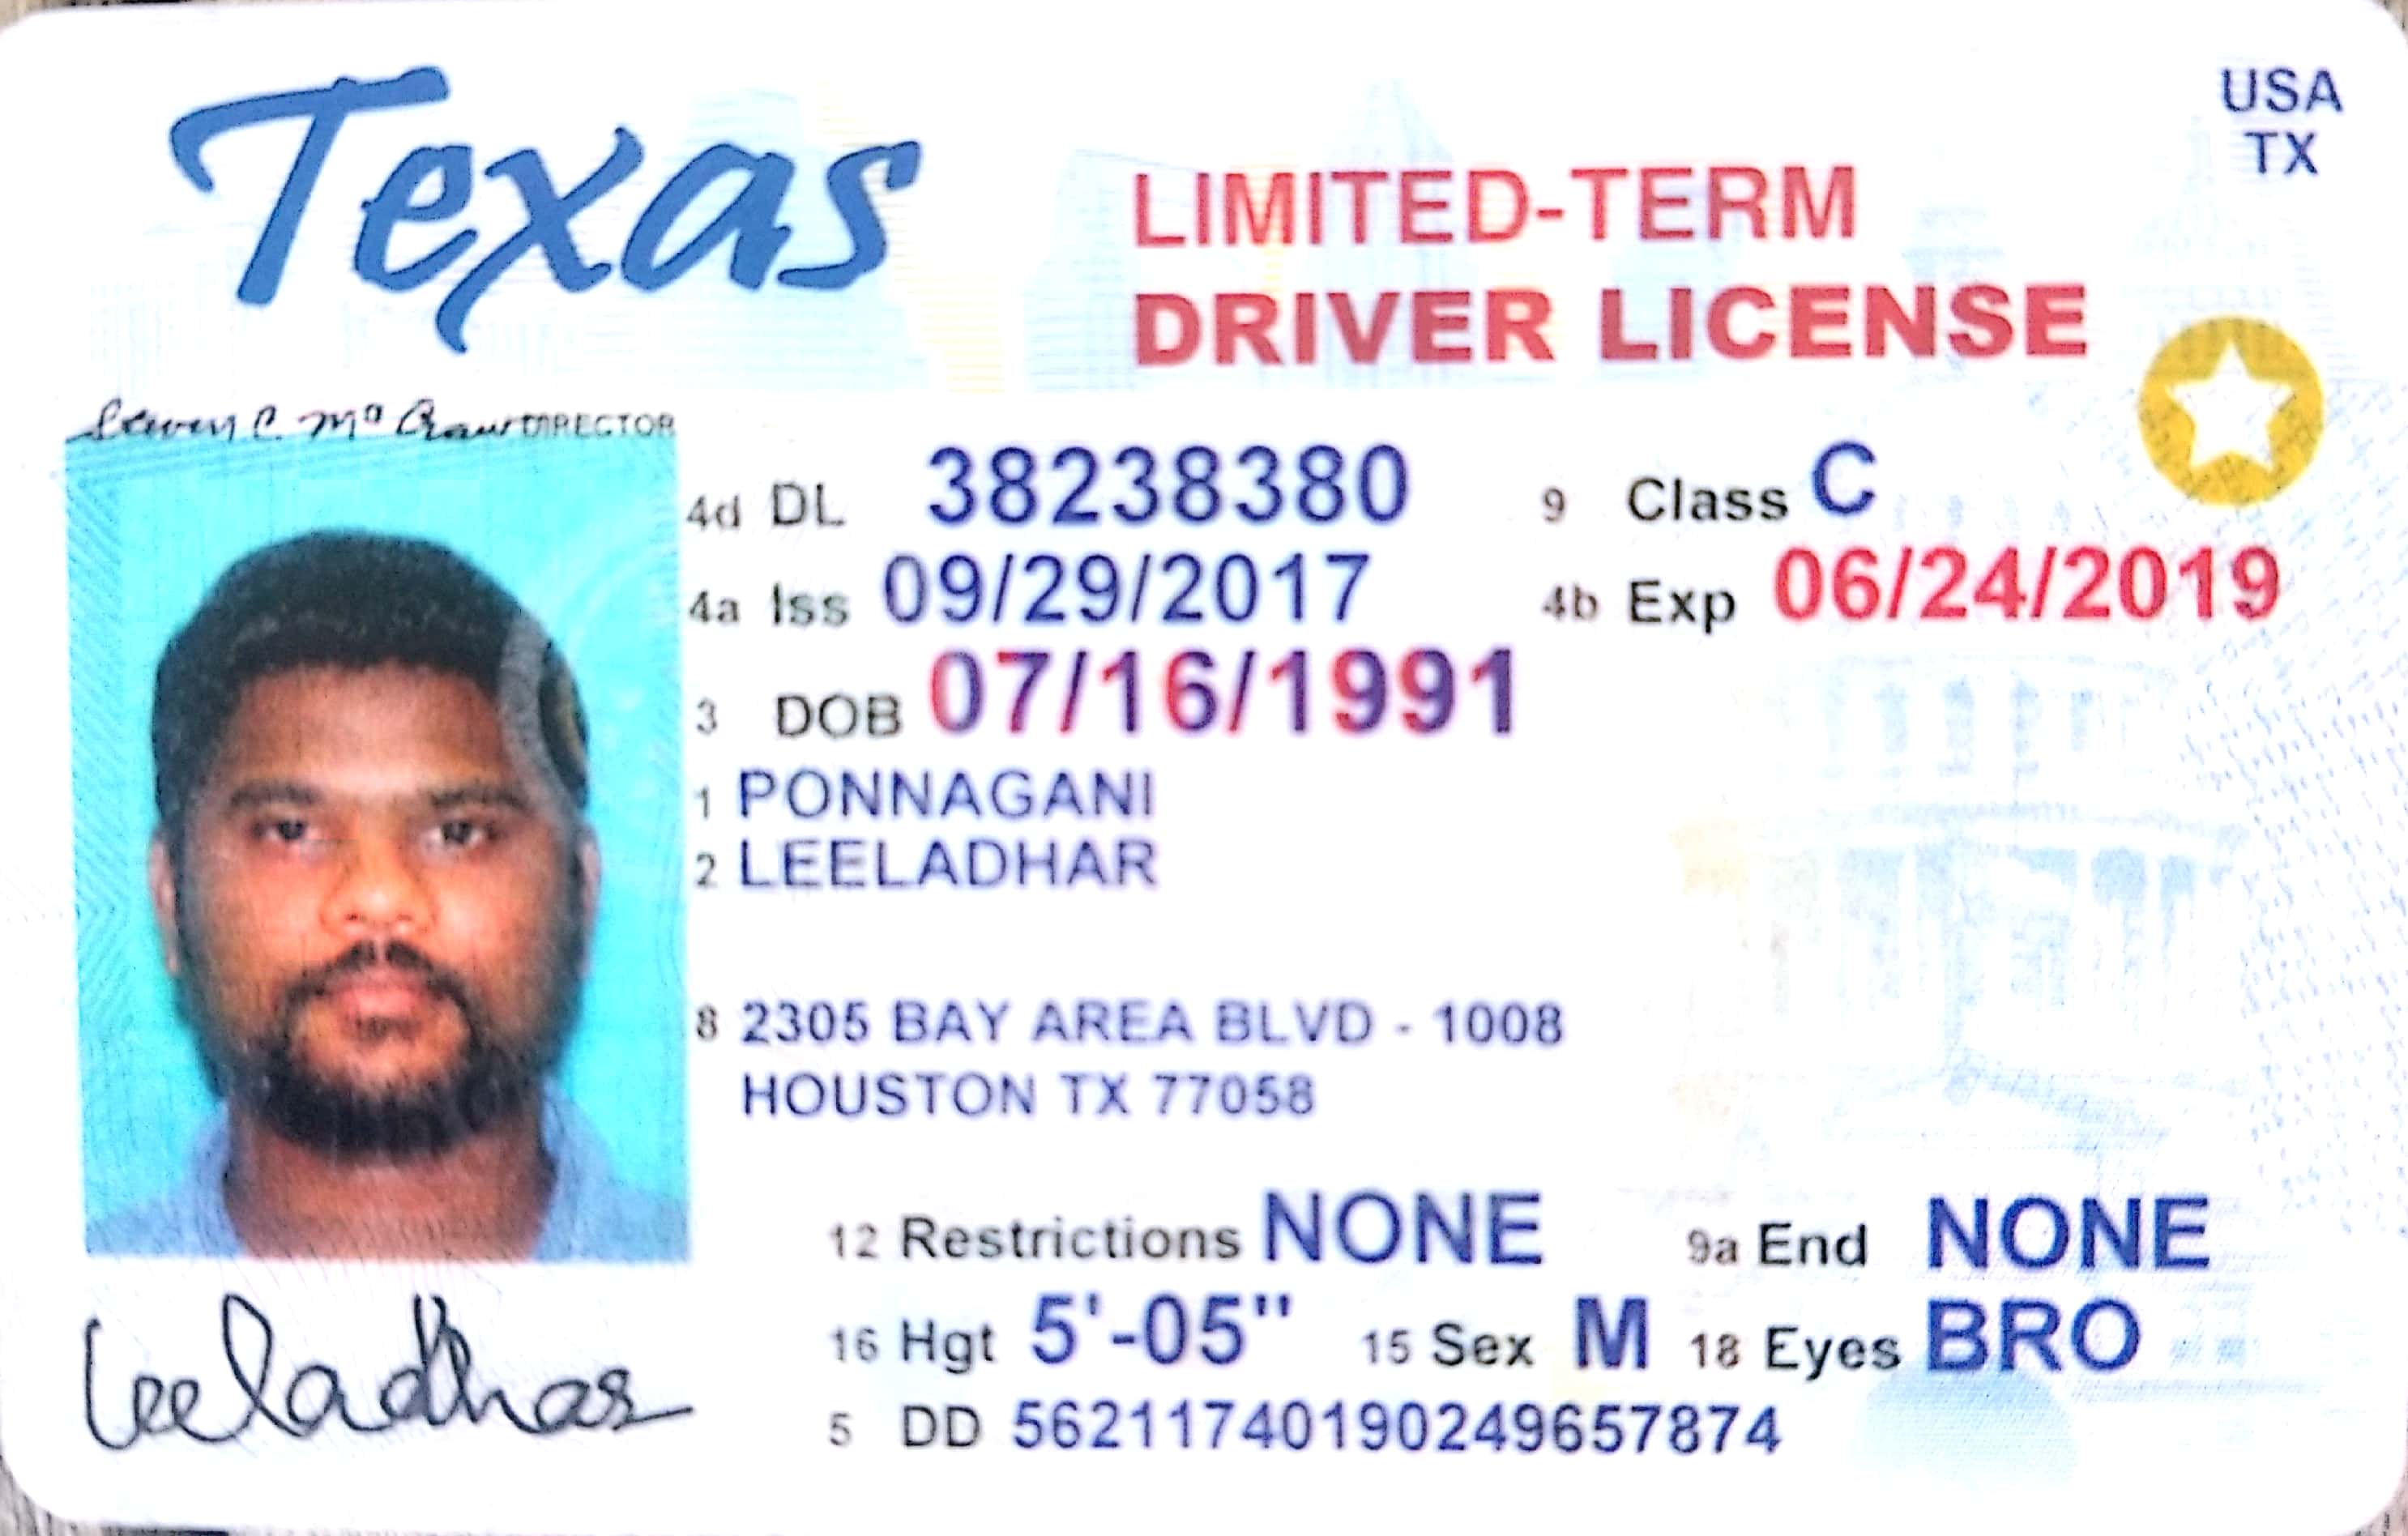 Texas
USA
TX
LIMITED-TERM
DRIVER LICENSE
Steven C. McCraw DIRECTOR
4d DL 38238380 9 Class C
4a Iss 09/29/2017 4b Exp 06/24/2019
3 DOB 07/16/1991
1 PONNAGANI
2 LEELADHAR
8 2305 BAY AREA BLVD - 1008
HOUSTON TX 77058
12 Restrictions NONE 9a End NONE
16 Hgt 5'-05" 15 Sex M 18 Eyes BRO
5 DD 56211740190249657874
Leeladhar